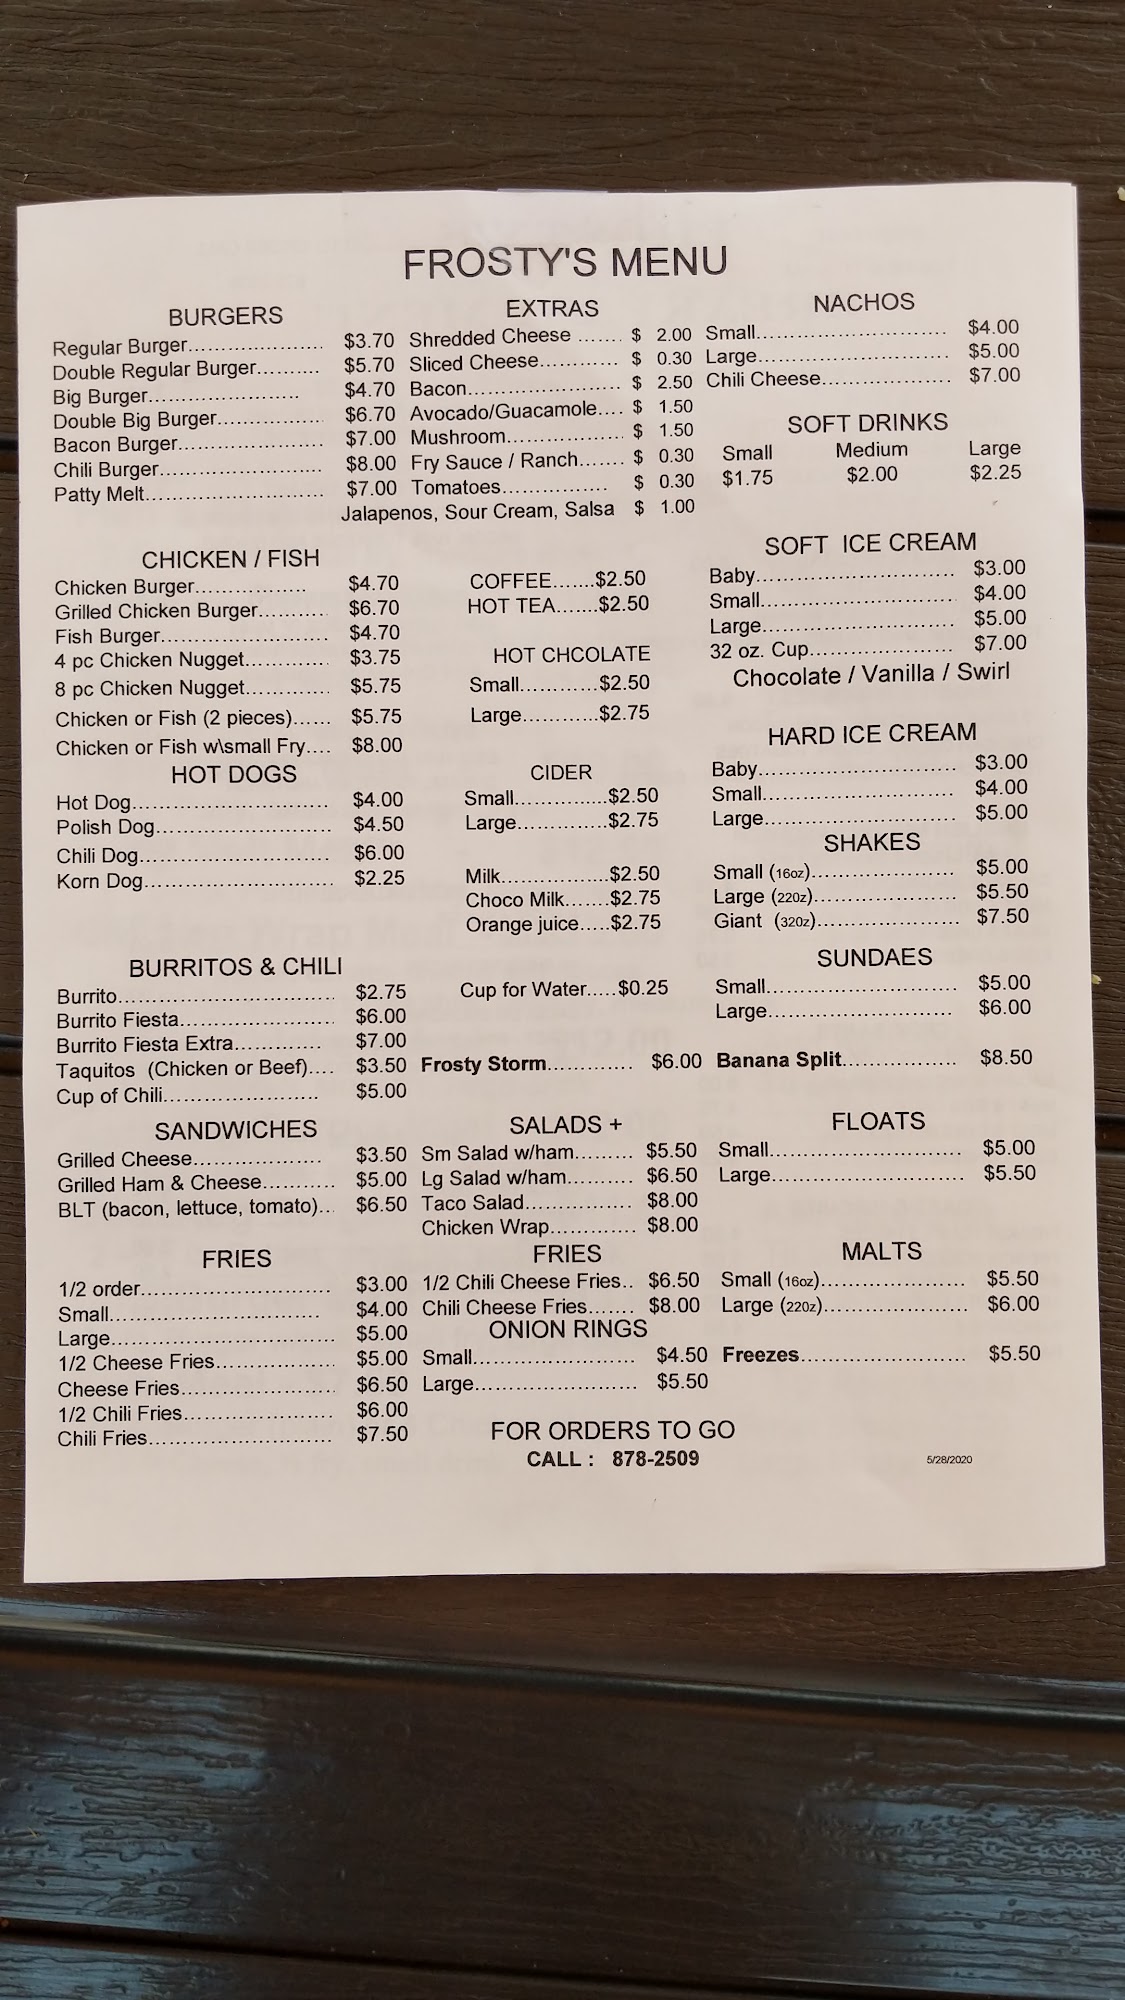 FROSTY'S MENU
BURGERS
Regular Burger..................... $3.70
Double Regular Burger.......... $5.70
Big Burger........................ $4.70
Double Big Burger................ $6.70
Bacon Burger....................... $7.00
Chili Burger.......................... $8.00
Patty Melt............................ $7.00
EXTRAS
Shredded Cheese ....... $ 2.00
Sliced Cheese............ $ 0.30
Bacon........................ $ 2.50
Avocado/Guacamole.... $ 1.50
Mushroom.................. $ 1.50
Fry Sauce / Ranch....... $ 0.30
Tomatoes................ $ 0.30
Jalapenos, Sour Cream, Salsa $ 1.00
NACHOS
Small.............................. $4.00
Large.............................. $5.00
Chili Cheese.................... $7.00
SOFT DRINKS
Small Medium Large
$1.75 $2.00 $2.25
CHICKEN / FISH
Chicken Burger................. $4.70
Grilled Chicken Burger........... $6.70
Fish Burger.......................... $4.70
4 pc Chicken Nugget............. $3.75
8 pc Chicken Nugget............. $5.75
Chicken or Fish (2 pieces)...... $5.75
Chicken or Fish w\small Fry.... $8.00
COFFEE......$2.50
HOT TEA.......$2.50
HOT CHCOLATE
Small............$2.50
Large............$2.75
SOFT ICE CREAM
Baby............................... $3.00
Small.............................. $4.00
Large.............................. $5.00
32 oz. Cup...................... $7.00
Chocolate / Vanilla / Swirl
HARD ICE CREAM
Baby............................... $3.00
Small.............................. $4.00
Large.............................. $5.00
HOT DOGS
Hot Dog............................... $4.00
Polish Dog............................ $4.50
Chili Dog.............................. $6.00
Korn Dog.............................. $2.25
CIDER
Small..............$2.50
Large..............$2.75
Milk.................$2.50
Choco Milk.......$2.75
Orange juice.....$2.75
SHAKES
Small (16oz)...................... $5.00
Large (22oz)...................... $5.50
Giant (32oz)...................... $7.50
BURRITOS & CHILI
Burrito.................................. $2.75
Burrito Fiesta........................ $6.00
Burrito Fiesta Extra.............. $7.00
Taquitos (Chicken or Beef).... $3.50
Cup of Chili........................ $5.00
Cup for Water.....$0.25
Frosty Storm............. $6.00
SUNDAES
Small.............................. $5.00
Large.............................. $6.00
Banana Split.................. $8.50
SANDWICHES
Grilled Cheese.................... $3.50
Grilled Ham & Cheese........... $5.00
BLT (bacon, lettuce, tomato)... $6.50
SALADS +
Sm Salad w/ham......... $5.50
Lg Salad w/ham.......... $6.50
Taco Salad................. $8.00
Chicken Wrap............. $8.00
FLOATS
Small.............................. $5.00
Large.............................. $5.50
FRIES
1/2 order.............................. $3.00
Small................................. $4.00
Large................................... $5.00
1/2 Cheese Fries.................. $5.00
Cheese Fries........................ $6.50
1/2 Chili Fries........................ $6.00
Chili Fries............................. $7.50
FRIES
1/2 Chili Cheese Fries.. $6.50
Chili Cheese Fries....... $8.00
ONION RINGS
Small......................... $4.50
Large......................... $5.50
MALTS
Small (16oz)...................... $5.50
Large (22oz)...................... $6.00
Freezes......................... $5.50
FOR ORDERS TO GO
CALL : 878-2509
5/28/2020